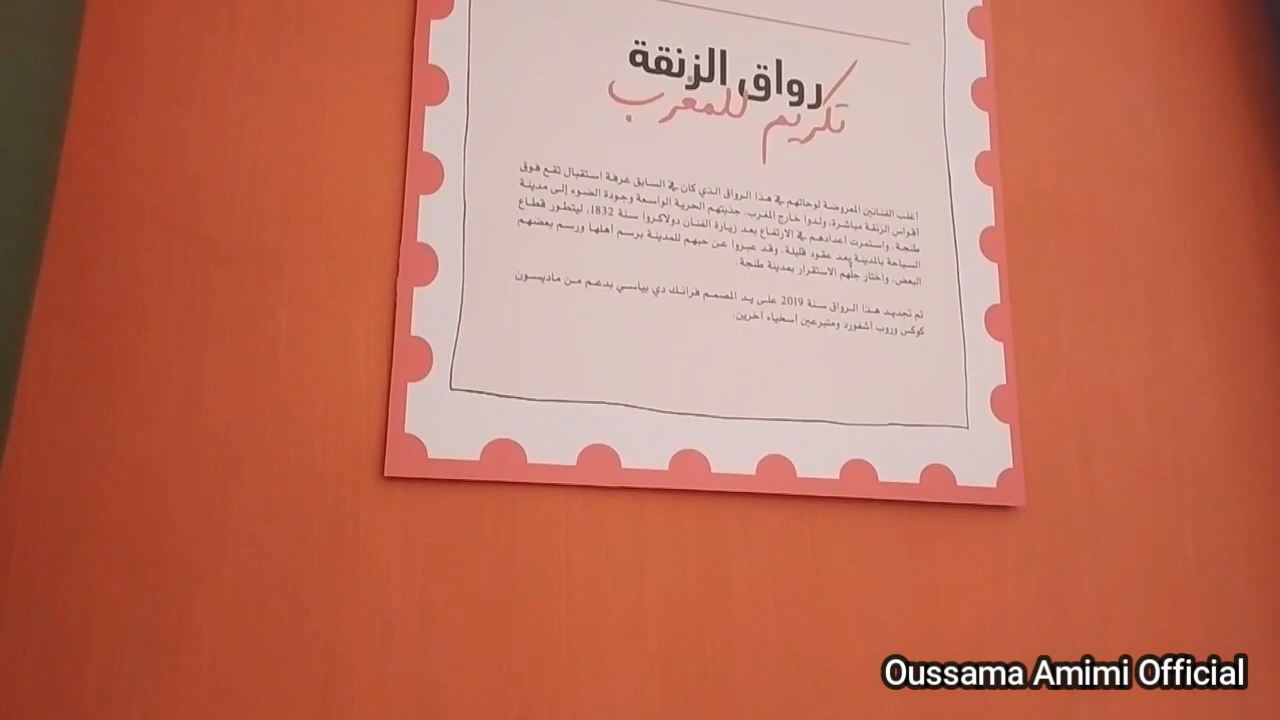 رواق الزنقة
تكريم للمغرب
أغلب الفنانين المعروضة لوحاتهم في هذا الرواق الذي كان في السابق غرفة استقبال تقع فوق
أقواس الزنقة مباشرة، ولدوا خارج المغرب. جذبتهم الحرية الواسعة وجودة الضوء إلى مدينة
طنجة. واستمرت أعدادهم في الارتفاع بعد زيارة الفنان دولاكروا سنة 1832، ليتطور قطاع
السياحة بالمدينة بعد عقود قليلة. وقد عبروا عن حبهم للمدينة برسم أهلها ورسم بعضهم
البعض. واختار جلّهم الاستقرار بمدينة طنجة.
تم تجديد هذا الرواق سنة 2019 على يد المصمم فرانك دي بياسي بدعم من ماديسون
كوكس وروب أشفورد ومتبرعين أسخياء آخرين.
Oussama Amimi Official